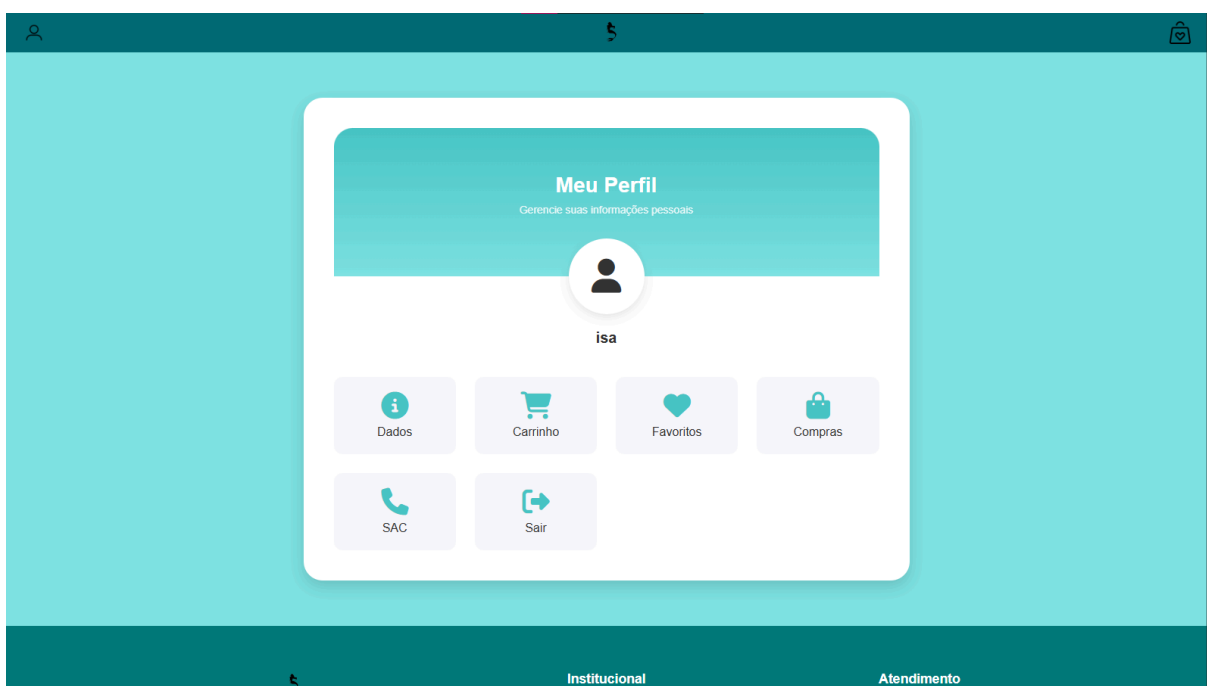 Meu Perfil
Gerencie suas informações pessoais
isa
Dados
Carrinho
Favoritos
Compras
SAC
Sair
Institucional
Atendimento